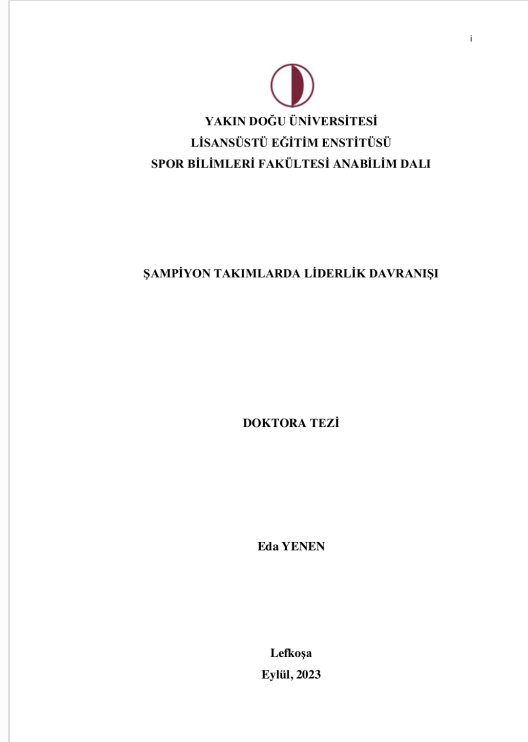 i
YAKIN DOĞU ÜNİVERSİTESİ
LİSANSÜSTÜ EĞİTİM ENSTİTÜSÜ
SPOR BİLİMLERİ FAKÜLTESİ ANABİLİM DALI
ŞAMPİYON TAKIMLARDA LİDERLİK DAVRANIŞI
DOKTORA TEZİ
Eda YENEN
Lefkoşa
Eylül, 2023